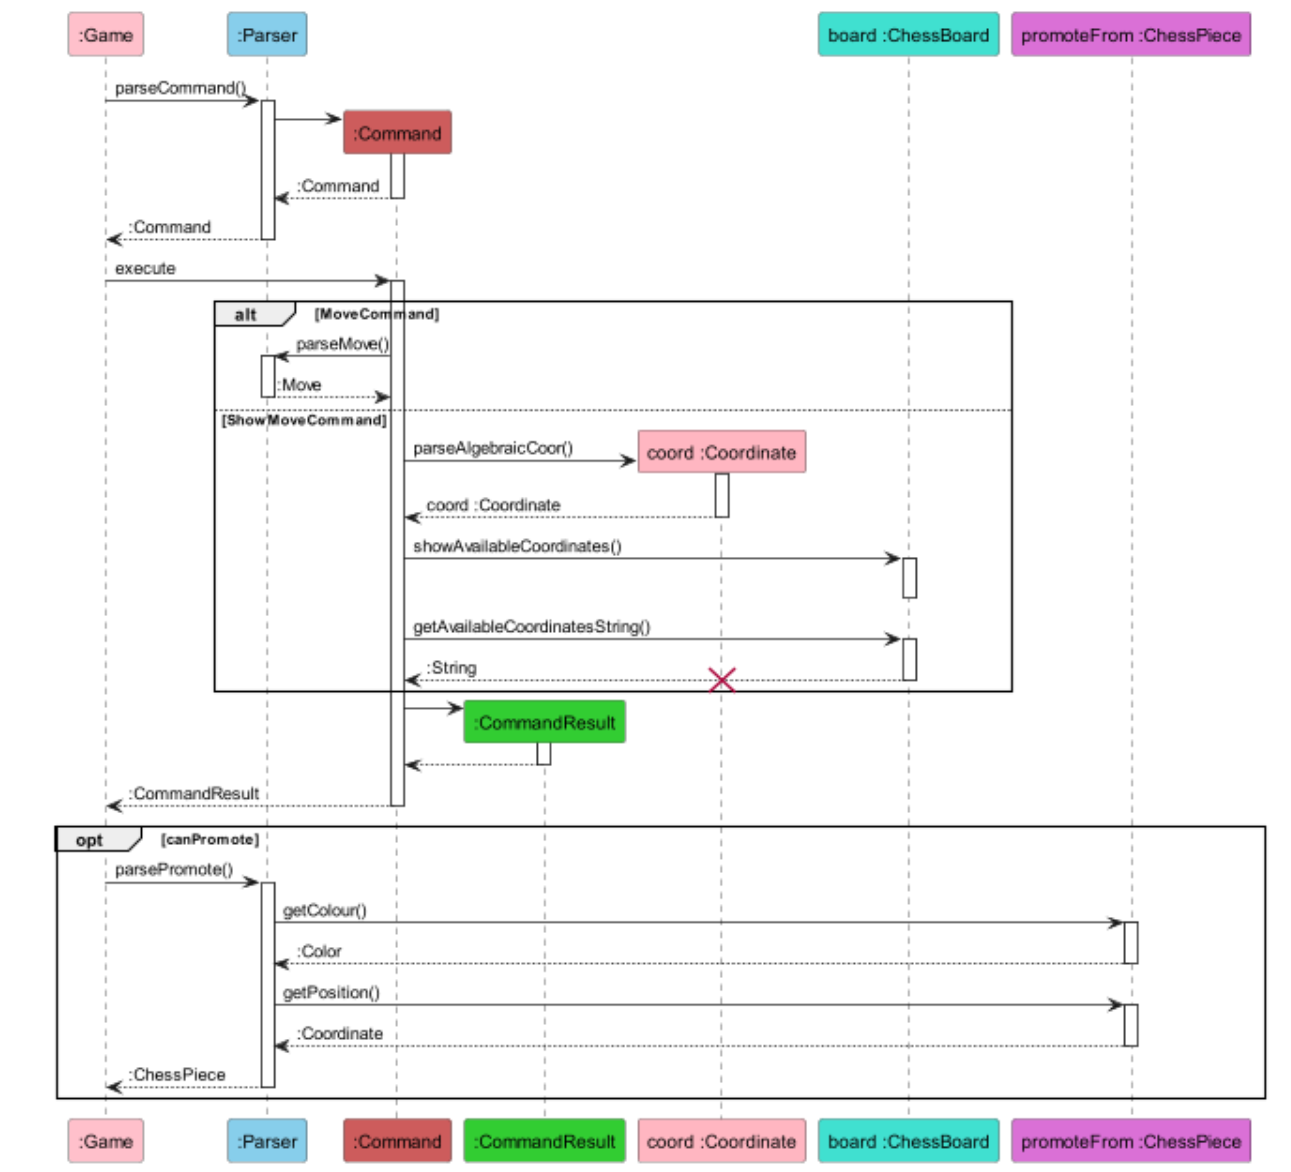 :Game :Parser board :ChessBoard promoteFrom :ChessPiece
parseCommand()
:Command
:Command
:Command
execute
alt [MoveCommand]
parseMove()
:Move
[ShowMoveCommand]
parseAlgebraicCoor() coord :Coordinate
coord :Coordinate
showAvailableCoordinates()
getAvailableCoordinatesString()
:String
:CommandResult
:CommandResult
opt [canPromote]
parsePromote()
getColour()
:Color
getPosition()
:Coordinate
:ChessPiece
:Game :Parser :Command :CommandResult coord :Coordinate board :ChessBoard promoteFrom :ChessPiece